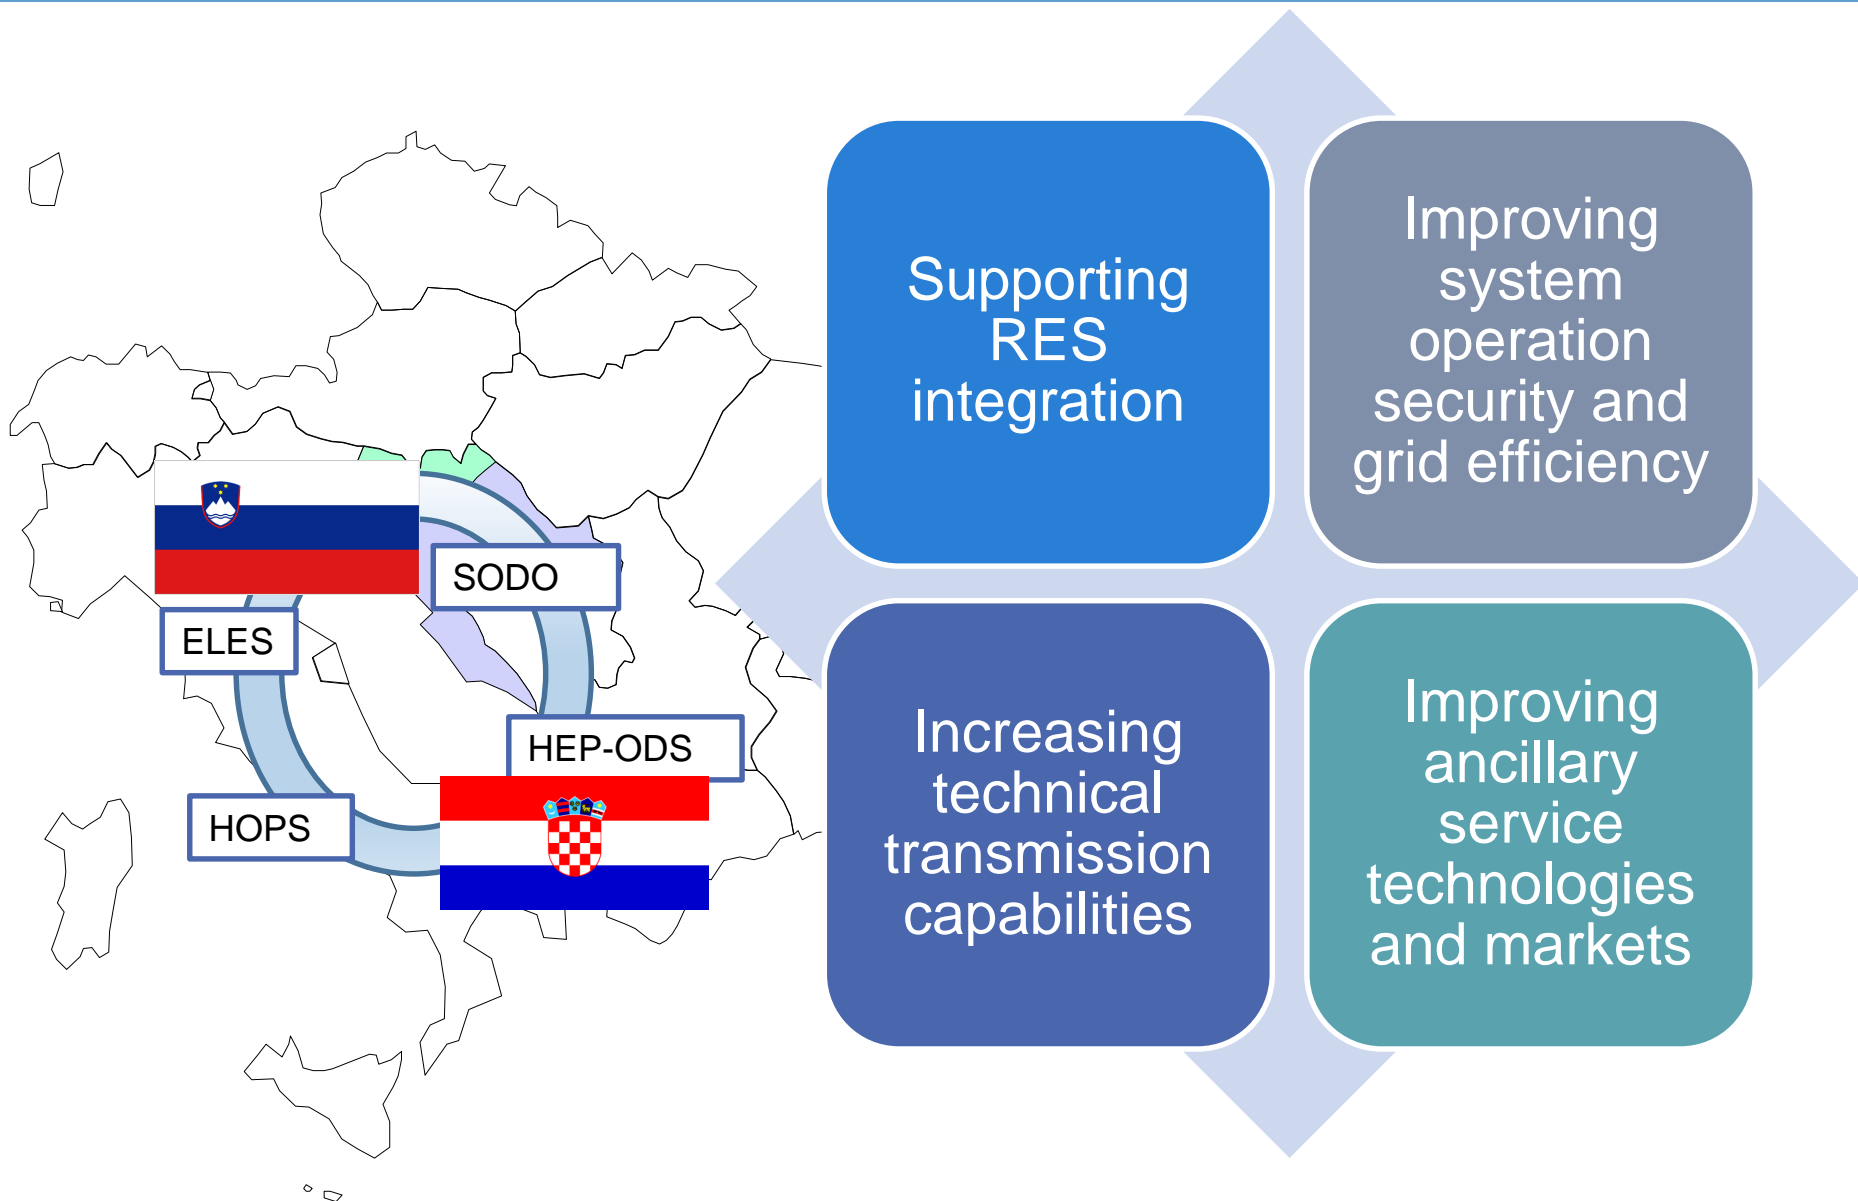 SODO
ELES
HEP-ODS
HOPS
Supporting
RES
integration
Improving
system
operation
security and
grid efficiency
Increasing
technical
transmission
capabilities
Improving
ancillary
service
technologies
and markets